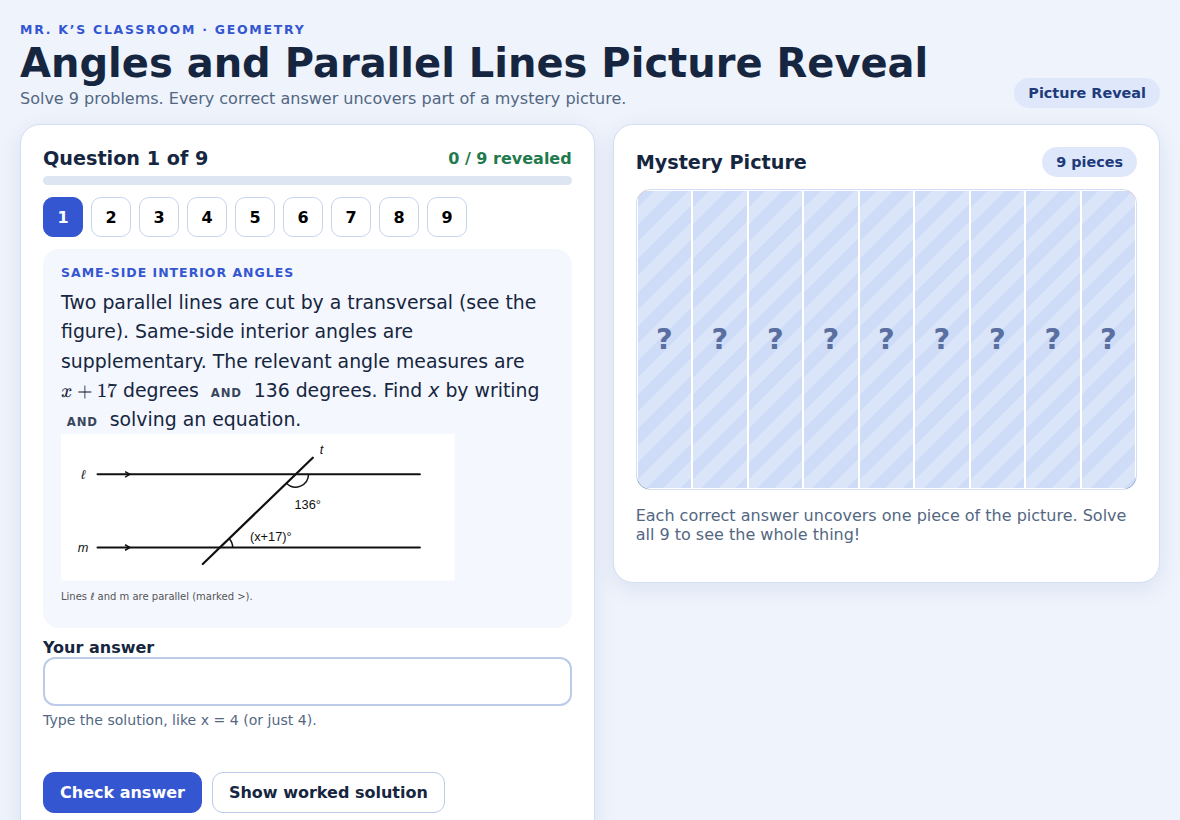 MR. K’S CLASSROOM · GEOMETRY
Angles and Parallel Lines Picture Reveal
Solve 9 problems. Every correct answer uncovers part of a mystery picture.
Picture Reveal
Question 1 of 9
0 / 9 revealed
1 2 3 4 5 6 7 8 9
SAME-SIDE INTERIOR ANGLES
Two parallel lines are cut by a transversal (see the
figure). Same-side interior angles are
supplementary. The relevant angle measures are
x + 17 degrees AND 136 degrees. Find x by writing
AND solving an equation.
t
ℓ
136°
(x+17)°
m
Lines ℓ and m are parallel (marked >).
Your answer
Type the solution, like x = 4 (or just 4).
Check answer
Show worked solution
Mystery Picture
9 pieces
? ? ? ? ? ? ? ? ?
Each correct answer uncovers one piece of the picture. Solve
all 9 to see the whole thing!